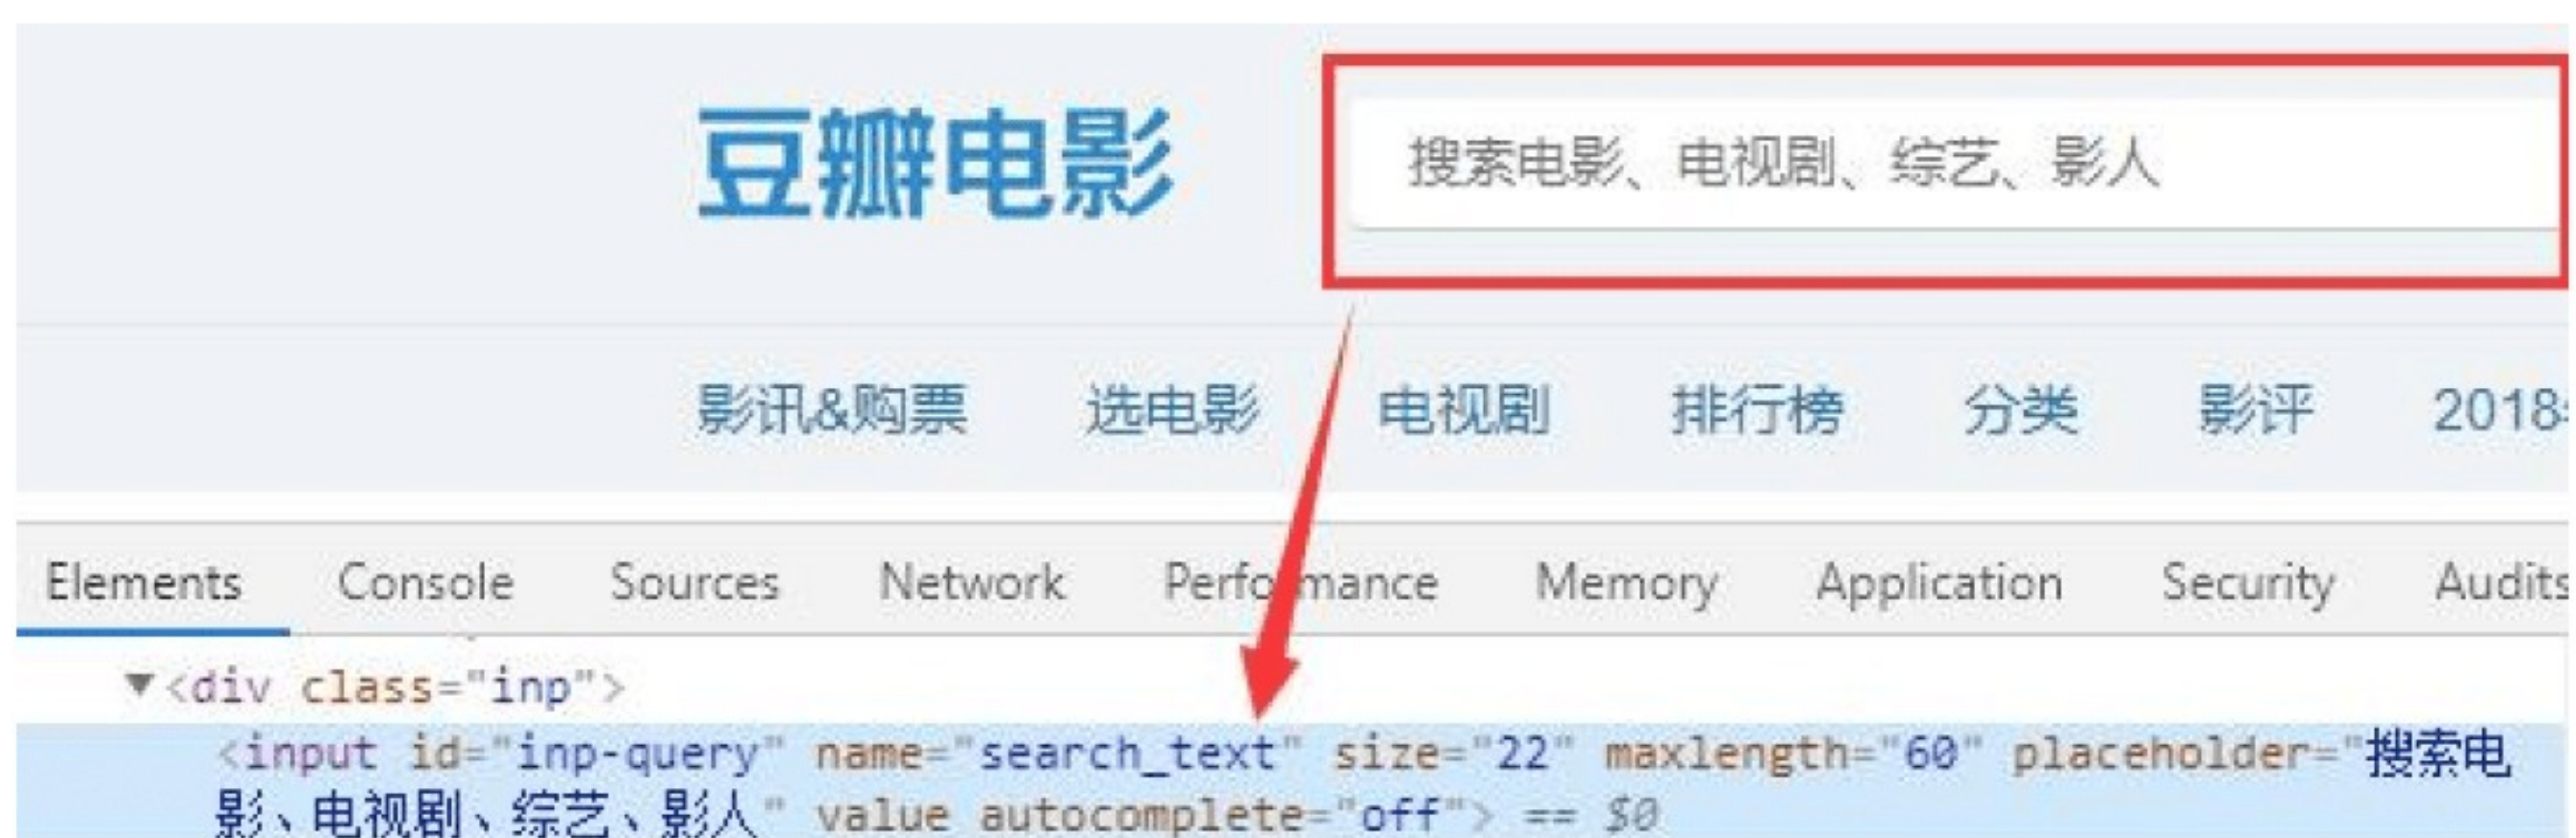 豆瓣电影
搜索电影、电视剧、综艺、影人
影讯&购票 选电影 电视剧 排行榜 分类 影评 2018
Elements Console Sources Network Performance Memory Application Security Audits
▼<div class="inp">
<input id="inp-query" name="search_text" size="22" maxlength="60" placeholder="搜索电
影、电视剧、综艺、影人" value autocomplete="off"> == $0